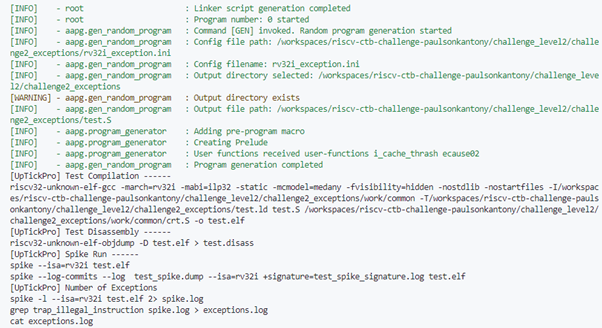 [INFO] - root : Linker script generation completed
[INFO] - root : Program number: 0 started
[INFO] - aapg.gen_random_program : Command [GEN] invoked. Random program generation started
[INFO] - aapg.gen_random_program : Config file path: /workspaces/riscv-ctb-challenge-paulsonkantony/challenge_level2/challe
nge2_exceptions/rv32i_exception.ini
[INFO] - aapg.gen_random_program : Config filename: rv32i_exception.ini
[INFO] - aapg.gen_random_program : Output directory selected: /workspaces/riscv-ctb-challenge-paulsonkantony/challenge_leve
l2/challenge2_exceptions
[WARNING] - aapg.gen_random_program : Output directory exists
[INFO] - aapg.gen_random_program : Output file path: /workspaces/riscv-ctb-challenge-paulsonkantony/challenge_level2/challe
nge2_exceptions/test.S
[INFO] - aapg.program_generator : Adding pre-program macro
[INFO] - aapg.program_generator : Creating Prelude
[INFO] - aapg.program_generator : User functions received user-functions i_cache_thrash ecause02
[INFO] - aapg.gen_random_program : Program generation completed
[UpTickPro] Test Compilation ------
riscv32-unknown-elf-gcc -march=rv32i -mabi=ilp32 -static -mcmodel=medany -fvisibility=hidden -nostdlib -nostartfiles -I/workspac
es/riscv-ctb-challenge-paulsonkantony/challenge_level2/challenge2_exceptions/work/common -T/workspaces/riscv-ctb-challenge-pauls
onkantony/challenge_level2/challenge2_exceptions/test.ld test.S /workspaces/riscv-ctb-challenge-paulsonkantony/challenge_level2/
challenge2_exceptions/work/common/crt.S -o test.elf
[UpTickPro] Test Disassembly ------
riscv32-unknown-elf-objdump -D test.elf > test.disass
[UpTickPro] Spike Run ------
spike --isa=rv32i test.elf
spike --log-commits --log test_spike.dump --isa=rv32i +signature=test_spike_signature.log test.elf
[UpTickPro] Number of Exceptions
spike -l --isa=rv32i test.elf 2> spike.log
grep trap_illegal_instruction spike.log > exceptions.log
cat exceptions.log